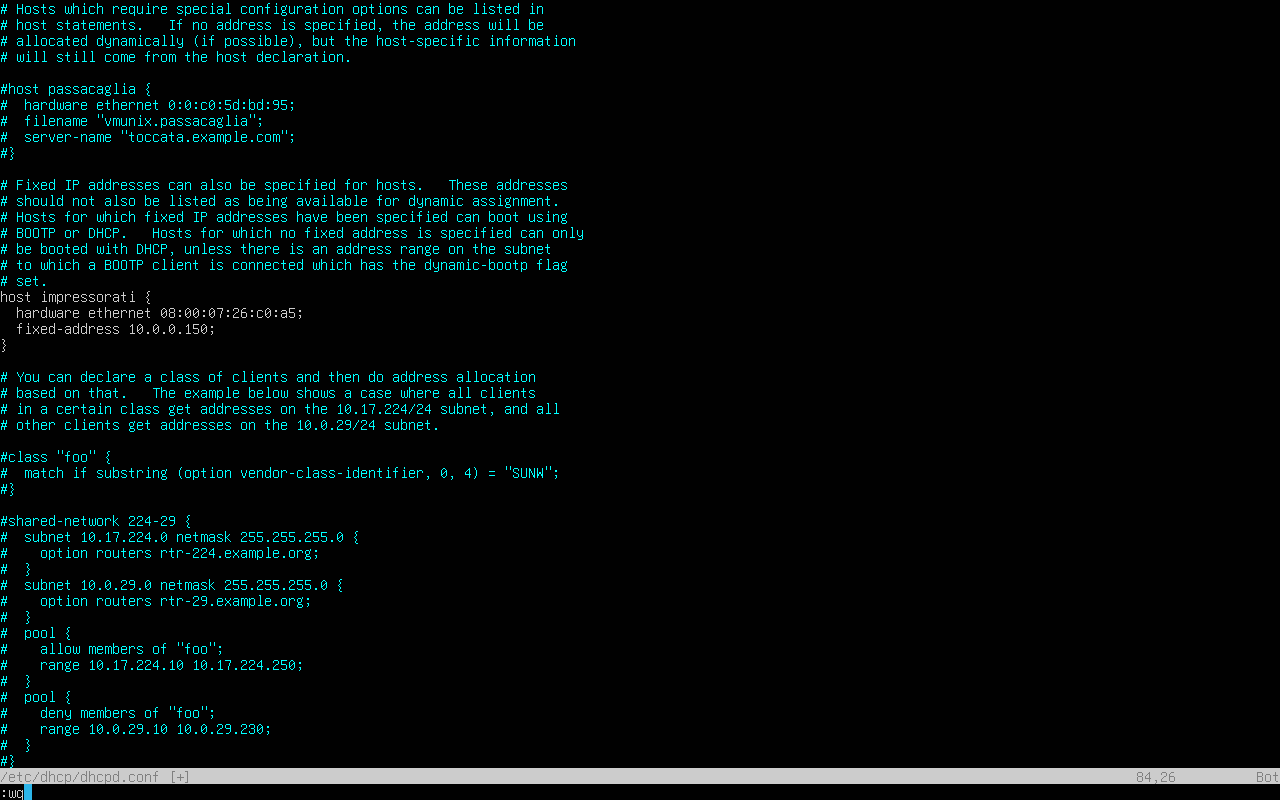 # Hosts which require special configuration options can be listed in
# host statements.   If no address is specified, the address will be
# allocated dynamically (if possible), but the host-specific information
# will still come from the host declaration.

#host passacaglia {
#  hardware ethernet 0:0:c0:5d:bd:95;
#  filename "vmunix.passacaglia";
#  server-name "toccata.example.com";
#}

# Fixed IP addresses can also be specified for hosts.   These addresses
# should not also be listed as being available for dynamic assignment.
# Hosts for which fixed IP addresses have been specified can boot using
# BOOTP or DHCP.   Hosts for which no fixed address is specified can only
# be booted with DHCP, unless there is an address range on the subnet
# to which a BOOTP client is connected which has the dynamic-bootp flag
# set.
host impressorati {
  hardware ethernet 08:00:07:26:c0:a5;
  fixed-address 10.0.0.150;
}

# You can declare a class of clients and then do address allocation
# based on that.   The example below shows a case where all clients
# in a certain class get addresses on the 10.17.224/24 subnet, and all
# other clients get addresses on the 10.0.29/24 subnet.

#class "foo" {
#  match if substring (option vendor-class-identifier, 0, 4) = "SUNW";
#}

#shared-network 224-29 {
#  subnet 10.17.224.0 netmask 255.255.255.0 {
#    option routers rtr-224.example.org;
#  }
#  subnet 10.0.29.0 netmask 255.255.255.0 {
#    option routers rtr-29.example.org;
#  }
#  pool {
#    allow members of "foo";
#    range 10.17.224.10 10.17.224.250;
#  }
#  pool {
#    deny members of "foo";
#    range 10.0.29.10 10.0.29.230;
#  }
#}
/etc/dhcp/dhcpd.conf [+] 84,26 Bot
:wq